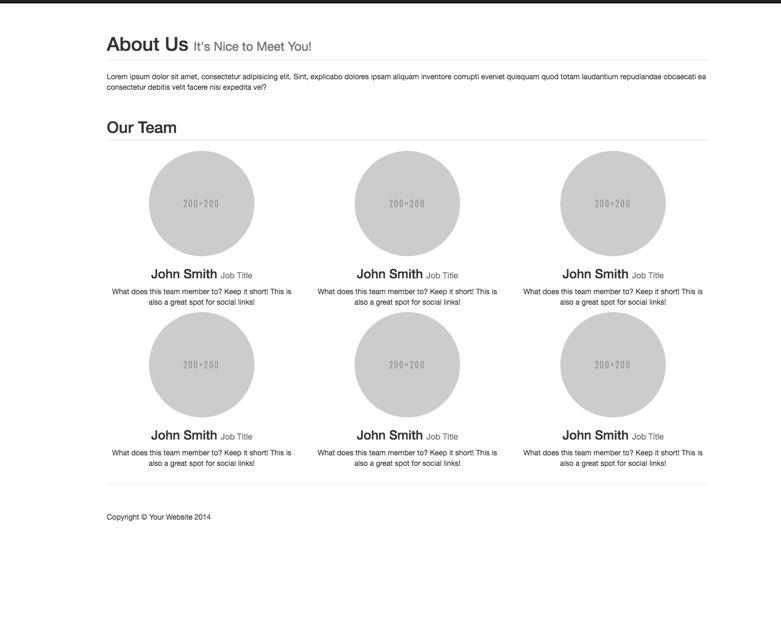 About Us It's Nice to Meet You!
Lorem ipsum dolor sit amet, consectetur adipisicing elit. Sint, explicabo dolores ipsam aliquam inventore corrupti eveniet quisquam quod totam laudantium repudiandae obcaecati ea
consectetur debitis velit facere nisi expedita vel?
Our Team
200×200 200×200 200×200
John Smith Job Title John Smith Job Title John Smith Job Title
What does this team member to? Keep it short! This is What does this team member to? Keep it short! This is What does this team member to? Keep it short! This is
also a great spot for social links! also a great spot for social links! also a great spot for social links!
200×200 200×200 200×200
John Smith Job Title John Smith Job Title John Smith Job Title
What does this team member to? Keep it short! This is What does this team member to? Keep it short! This is What does this team member to? Keep it short! This is
also a great spot for social links! also a great spot for social links! also a great spot for social links!
Copyright © Your Website 2014